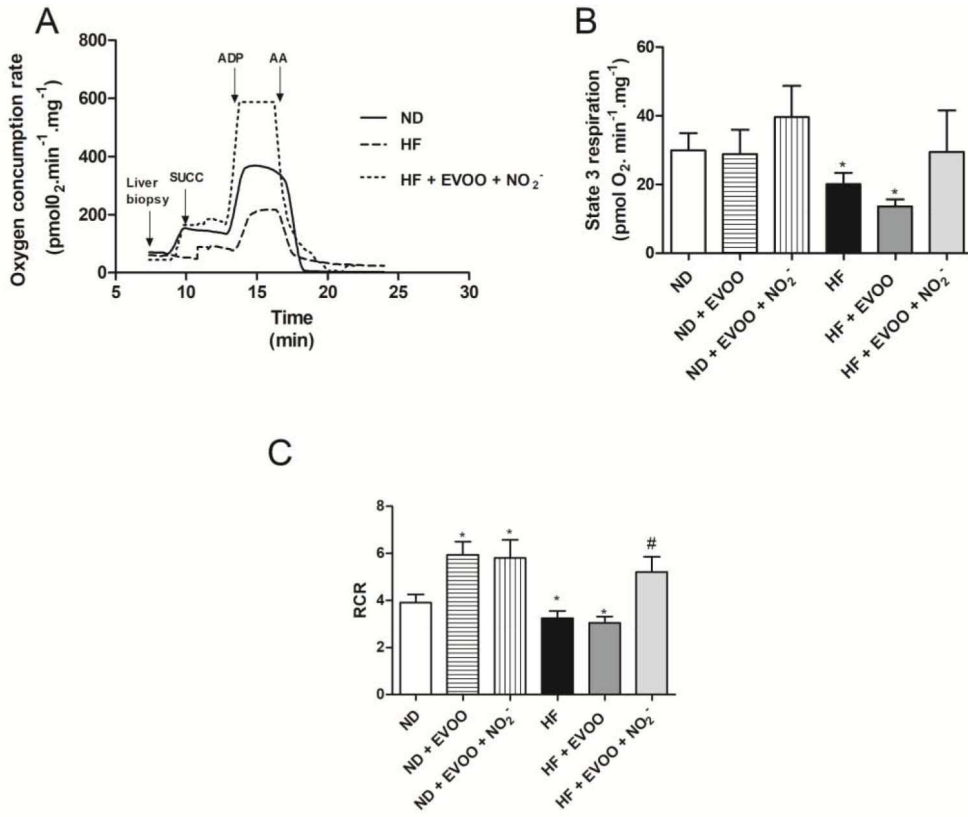 A
Oxygen concumption rate
(pmol0₂.min⁻¹.mg⁻¹)
800
600
400
200
0
5
10
15
20
25
30
Time
(min)
Liver
biopsy
SUCC
ADP
AA
ND
HF
HF + EVOO + NO₂⁻
B
State 3 respiration
(pmol O₂. min⁻¹.mg⁻¹)
60
40
20
0
*
*
ND
ND + EVOO
ND + EVOO + NO₂⁻
HF
HF + EVOO
HF + EVOO + NO₂⁻
C
RCR
8
6
4
2
0
*
*
*
*
#
ND
ND + EVOO
ND + EVOO + NO₂⁻
HF
HF + EVOO
HF + EVOO + NO₂⁻